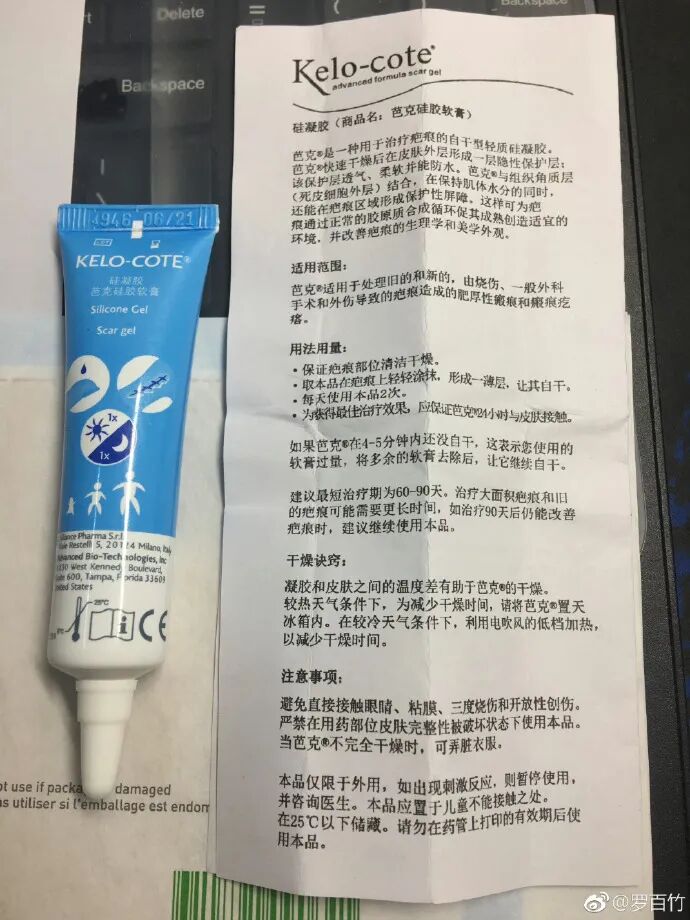 Delete
Backspace
Backspace
4946 06/21
LOT
KELO-COTE®
硅凝胶
芭克硅胶软膏
Silicone Gel
Scar gel
1x
1x
Alliance Pharma S.r.l.
Viale Restelli 5, 20124 Milano, Italy
Advanced Bio-Technologies, Inc
1830 West Kennedy Boulevard,
Suite 600, Tampa, Florida 33609
United States
25°C
CE
ot use if packa damaged
as utiliser si l'emballage est endom
Kelo-cote®
advanced formula scar gel
硅凝胶（商品名：芭克硅胶软膏）
芭克®是一种用于治疗疤痕的自干型轻质硅凝胶。
芭克®快速干燥后在皮肤外层形成一层隐性保护层；
该保护层透气、柔软并能防水。芭克®与组织角质层
（死皮细胞外层）结合，在保持肌体水分的同时，
还能在疤痕区域形成保护性屏障。这样可为疤
痕通过正常的胶原质合成循环促其成熟创造适宜的
环境，并改善疤痕的生理学和美学外观。
适用范围：
芭克®适用于处理旧的和新的，由烧伤、一般外科
手术和外伤导致的疤痕造成的肥厚性瘢痕和瘢痕疙
瘩。
用法用量：
• 保证疤痕部位清洁干燥。
• 取本品在疤痕上轻轻涂抹，形成一薄层，让其自干。
• 每天使用本品2次。
• 为获得最佳治疗效果，应保证芭克®24小时与皮肤接触。
如果芭克®在4-5分钟内还没自干，这表示您使用的
软膏过量，将多余的软膏去除后，让它继续自干。
建议最短治疗期为60-90天。治疗大面积疤痕和旧
的疤痕可能需要更长时间，如治疗90天后仍能改善
疤痕时，建议继续使用本品。
干燥诀窍：
凝胶和皮肤之间的温度差有助于芭克®的干燥。
较热天气条件下，为减少干燥时间，请将芭克®置天
冰箱内。在较冷天气条件下，利用电吹风的低档加热，
以减少干燥时间。
注意事项：
避免直接接触眼睛、粘膜、三度烧伤和开放性创伤。
严禁在用药部位皮肤完整性被破坏状态下使用本品。
当芭克®不完全干燥时，可弄脏衣服。
本品仅限于外用，如出现刺激反应，则暂停使用，
并咨询医生。本品应置于儿童不能接触之处。
在25℃以下储藏。请勿在药管上打印的有效期后使
用本品。
@罗百竹